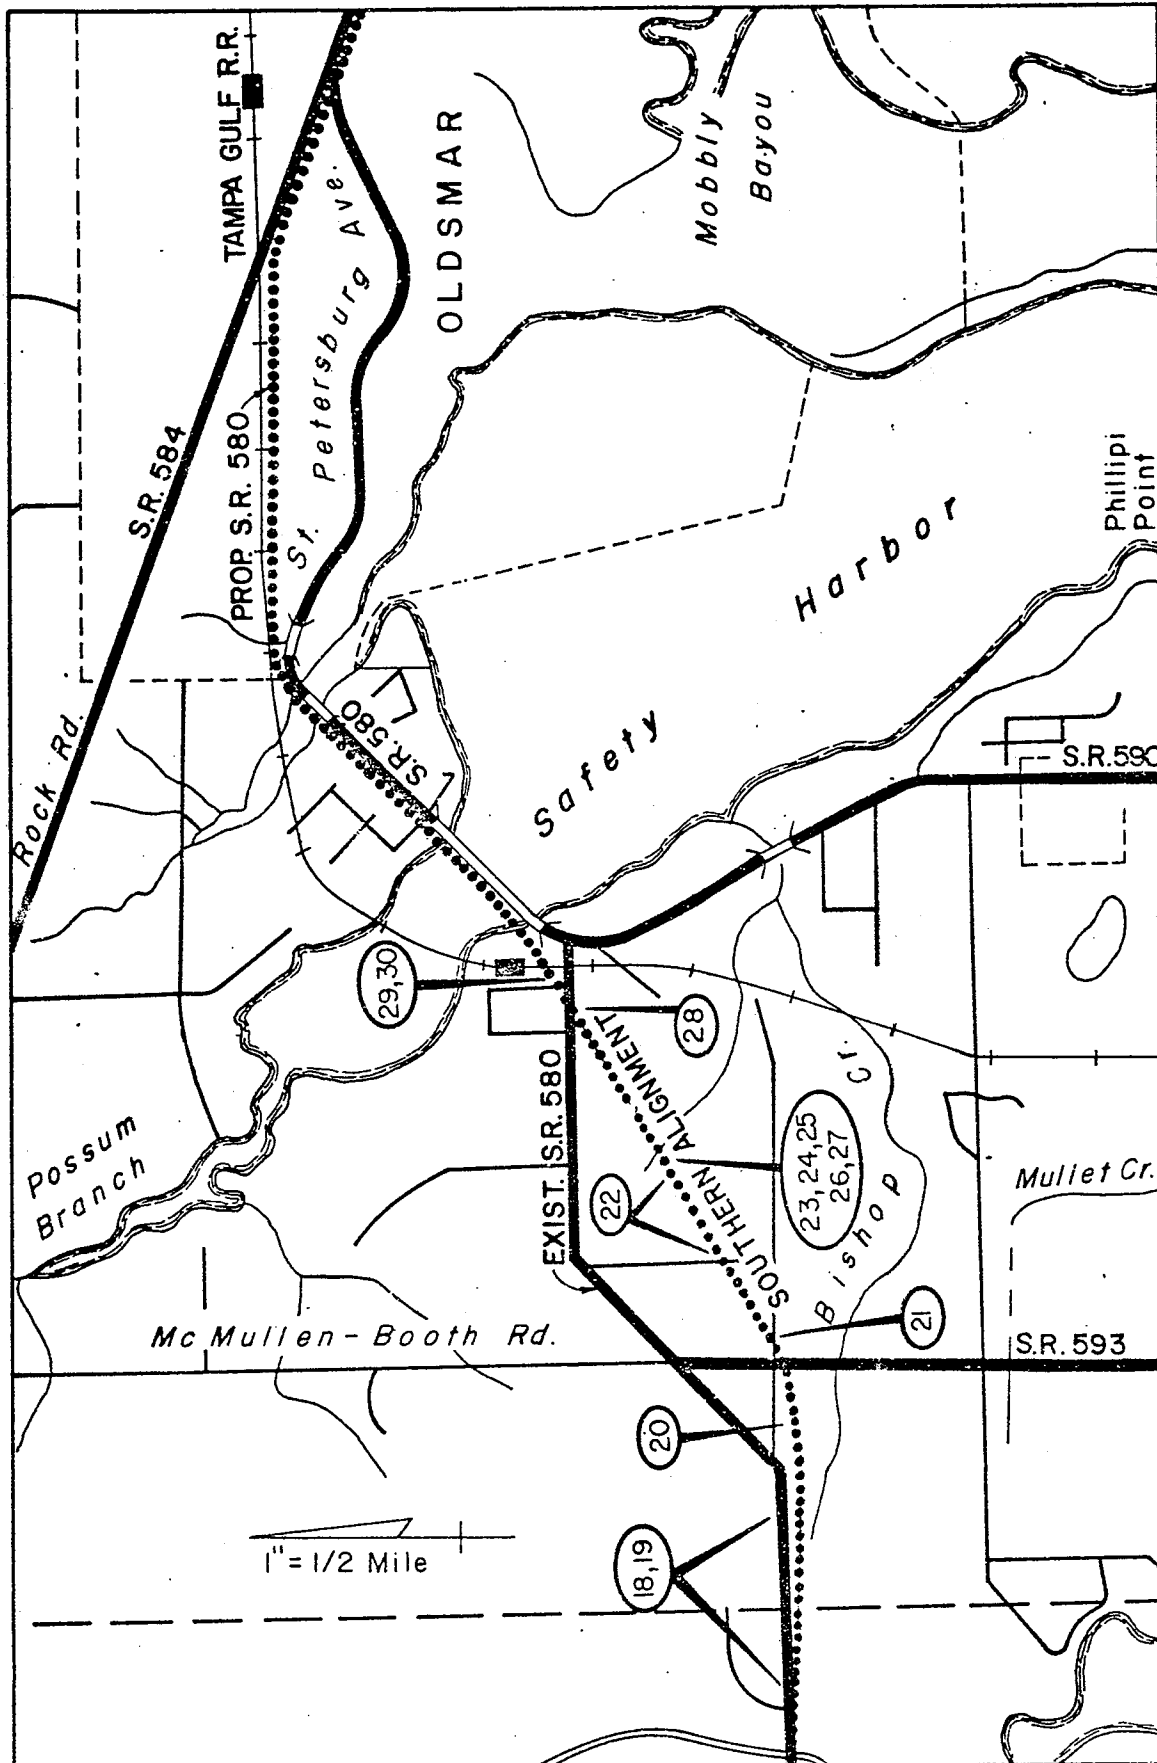 TAMPA GULF R.R.
S.R. 584
Rock Rd.
PROP. S.R. 580
St. Petersburg Ave.
OLDSMAR
Mobbly
Bayou
S.R. 580
Safety Harbor
Phillipi
Point
S.R. 590
29,30
28
Possum
Branch
EXIST. S.R. 580
SOUTHERN ALIGNMENT
22
23,24,25
26,27
Bishop Cr.
Mullet Cr.
21
Mc Mullen-Booth Rd.
S.R. 593
20
18,19
1" = 1/2 Mile